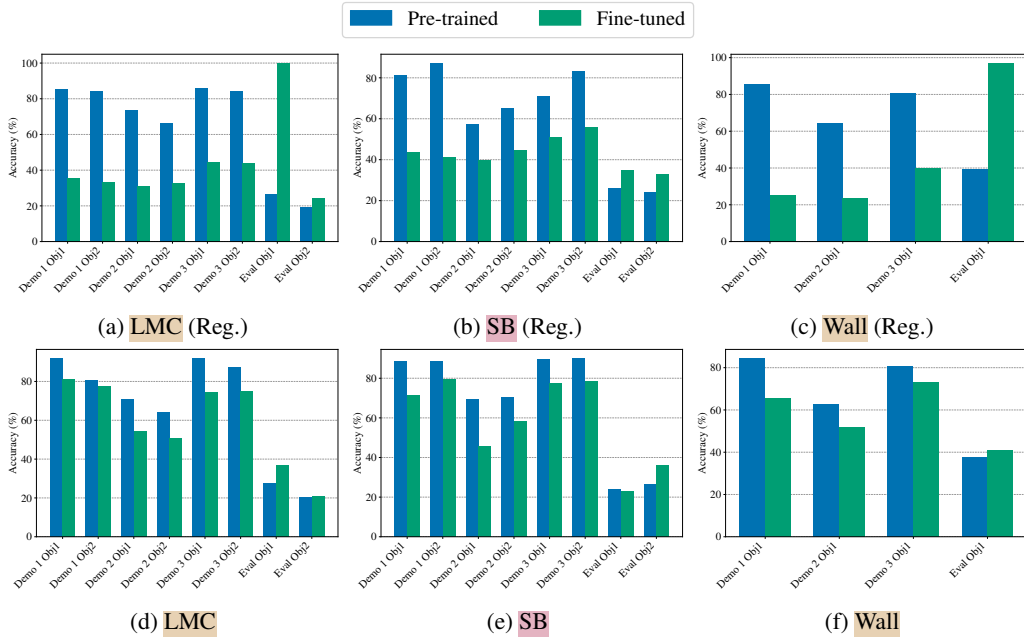 Pre-trained Fine-tuned
Accuracy (%)
100
80
60
40
20
0
Demo 1 Obj1
Demo 1 Obj2
Demo 2 Obj1
Demo 2 Obj2
Demo 3 Obj1
Demo 3 Obj2
Eval Obj1
Eval Obj2
(a) LMC (Reg.)
Accuracy (%)
80
60
40
20
0
Demo 1 Obj1
Demo 1 Obj2
Demo 2 Obj1
Demo 2 Obj2
Demo 3 Obj1
Demo 3 Obj2
Eval Obj1
Eval Obj2
(b) SB (Reg.)
Accuracy (%)
100
80
60
40
20
0
Demo 1 Obj1
Demo 2 Obj1
Demo 3 Obj1
Eval Obj1
(c) Wall (Reg.)
Accuracy (%)
80
60
40
20
0
Demo 1 Obj1
Demo 1 Obj2
Demo 2 Obj1
Demo 2 Obj2
Demo 3 Obj1
Demo 3 Obj2
Eval Obj1
Eval Obj2
(d) LMC
Accuracy (%)
80
60
40
20
0
Demo 1 Obj1
Demo 1 Obj2
Demo 2 Obj1
Demo 2 Obj2
Demo 3 Obj1
Demo 3 Obj2
Eval Obj1
Eval Obj2
(e) SB
Accuracy (%)
80
60
40
20
0
Demo 1 Obj1
Demo 2 Obj1
Demo 3 Obj1
Eval Obj1
(f) Wall